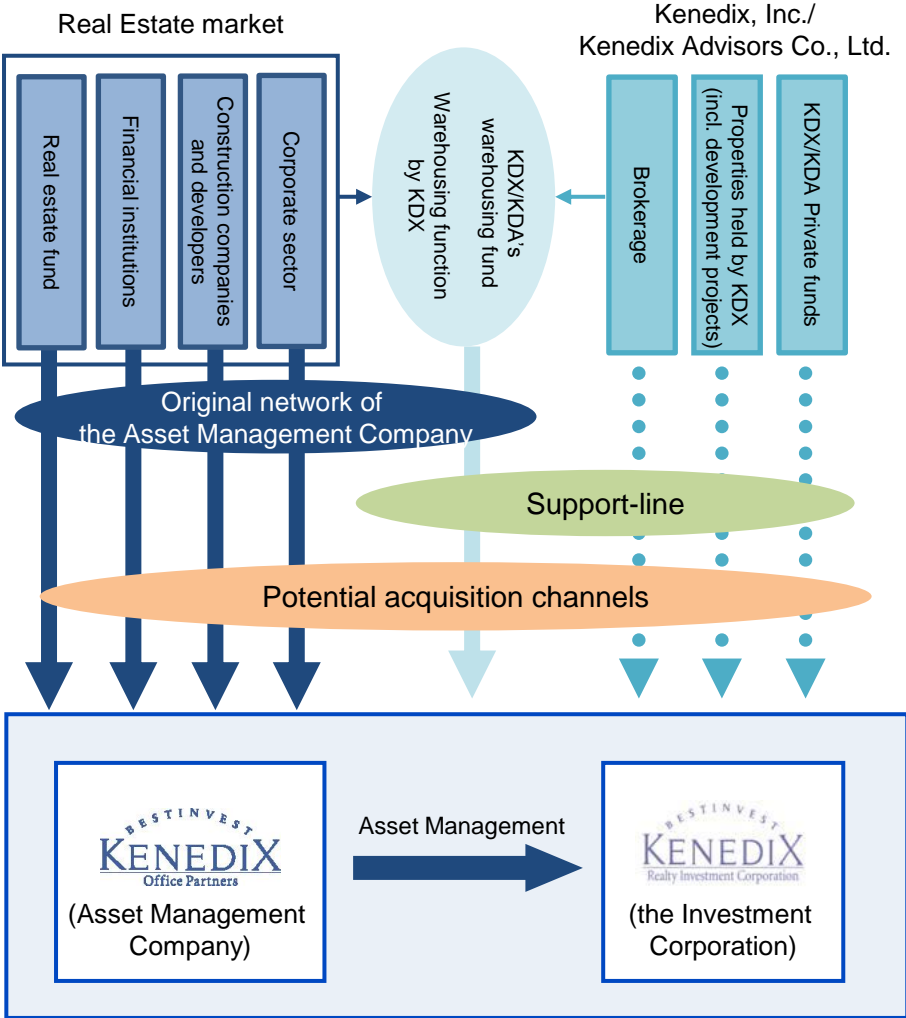 Real Estate market
Kenedix, Inc./
Kenedix Advisors Co., Ltd.
Real estate fund
Financial institutions
Construction companies
and developers
Corporate sector
KDX/KDA's
warehousing fund
Warehousing function
by KDX
Brokerage
Properties held by KDX
(incl. development projects)
KDX/KDA Private funds
Original network of
the Asset Management Company
Support-line
Potential acquisition channels
BESTINVEST
KENEDIX
Office Partners
(Asset Management
Company)
Asset Management
BESTINVEST
KENEDIX
Realty Investment Corporation
(the Investment
Corporation)